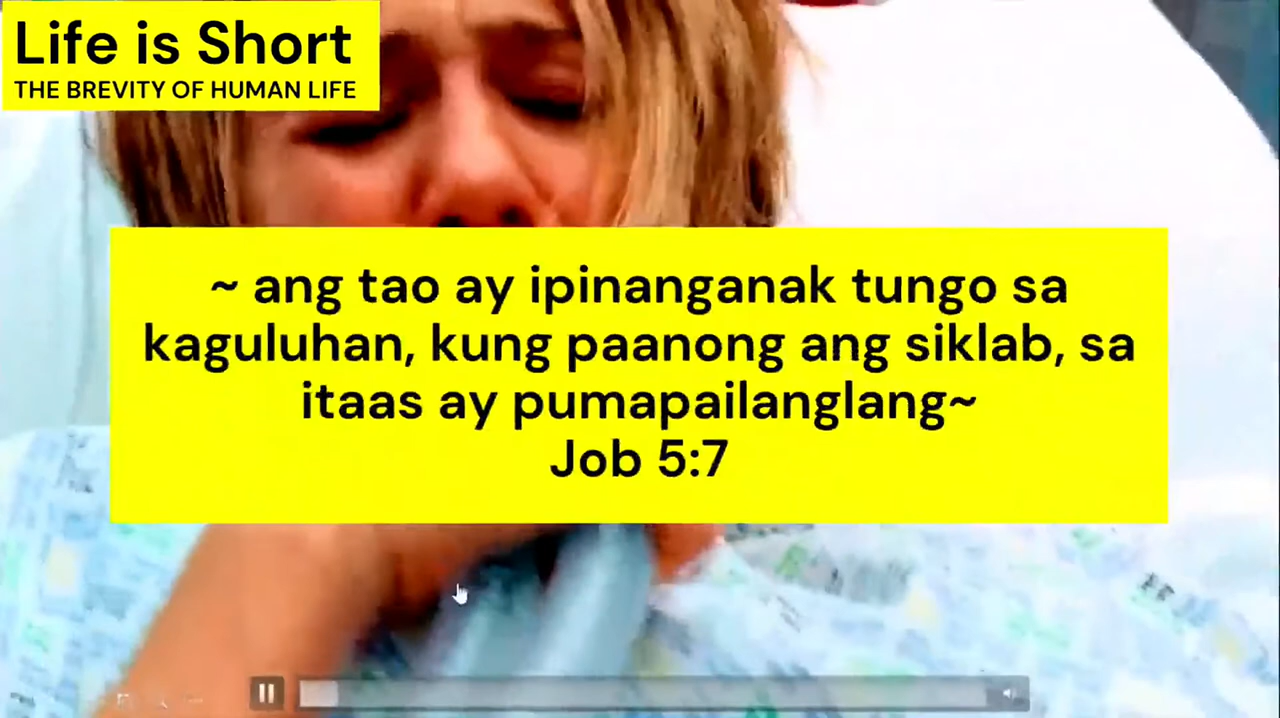 Life is Short
THE BREVITY OF HUMAN LIFE
~ ang tao ay ipinanganak tungo sa
kaguluhan, kung paanong ang siklab, sa
itaas ay pumapailanglang~
Job 5:7